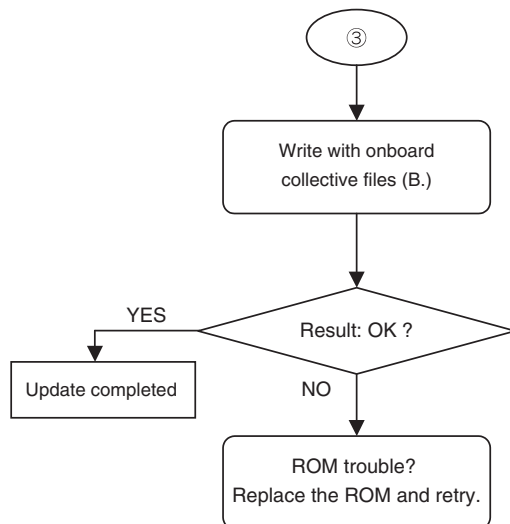 ③
Write with onboard
collective files (B.)
Result: OK ?
YES
Update completed
NO
ROM trouble?
Replace the ROM and retry.